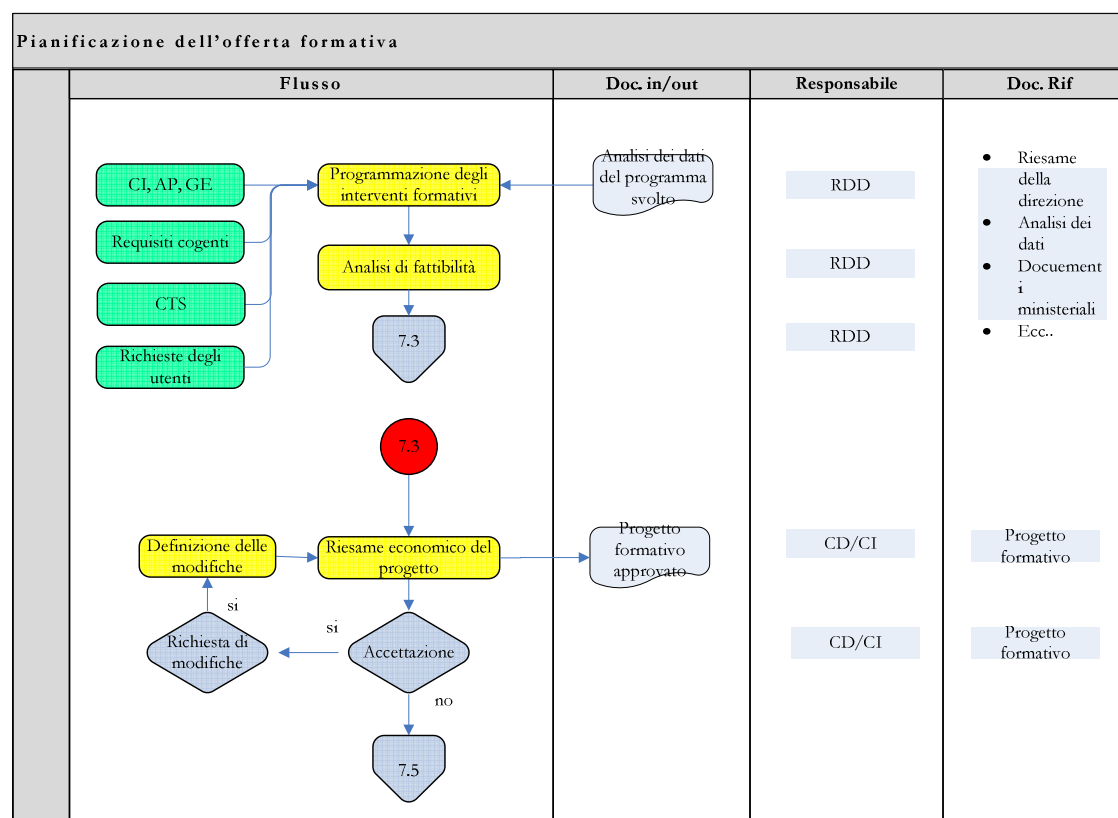 Pianificazione dell’offerta formativa
Flusso
Doc. in/out
Responsabile
Doc. Rif
CI, AP, GE
Requisiti cogenti
CTS
Richieste degli
utenti
Programmazione degli
interventi formativi
Analisi di fattibilità
7.3
Analisi dei dati
del programma
svolto
RDD
RDD
RDD
• Riesame
della
direzione
• Analisi dei
dati
• Docuement
i
ministeriali
• Ecc..
7.3
Definizione delle
modifiche
Riesame economico del
progetto
Progetto
formativo
approvato
CD/CI
Progetto
formativo
si
si
Richiesta di
modifiche
Accettazione
CD/CI
Progetto
formativo
no
7.5